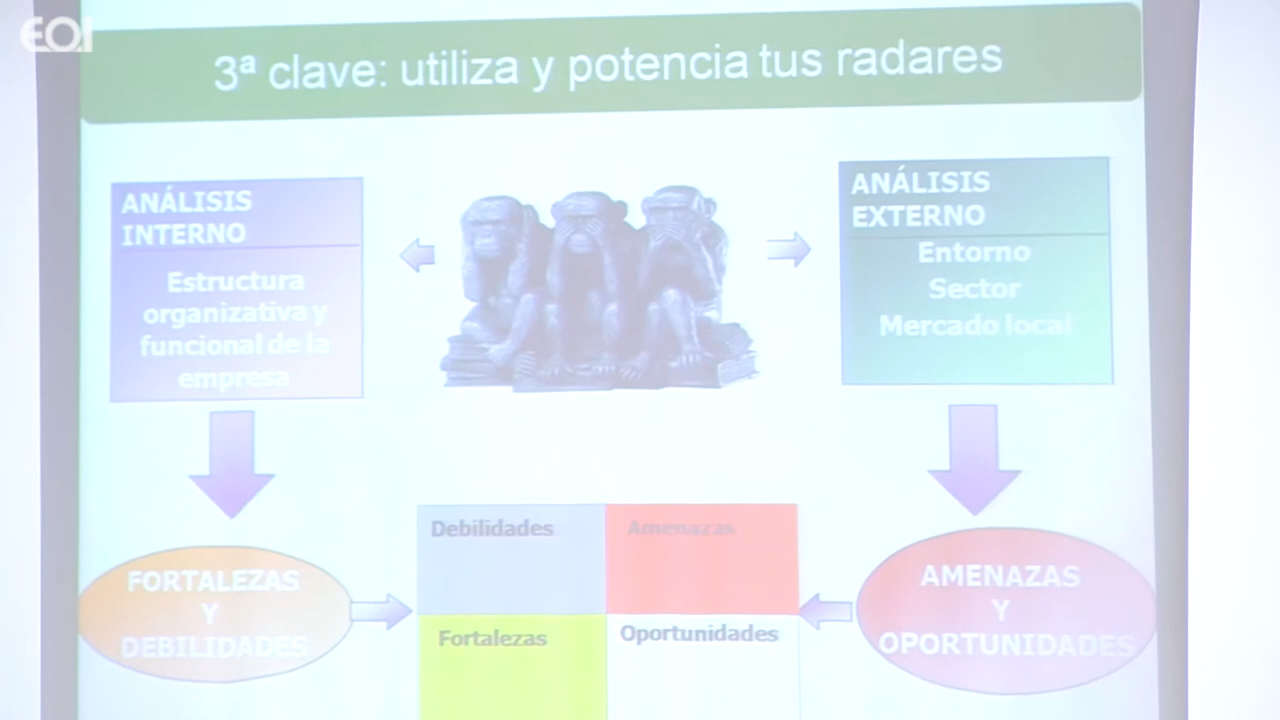 EOI
3ª clave: utiliza y potencia tus radares
ANÁLISIS
INTERNO
Estructura
organizativa y
funcional de la
empresa
ANÁLISIS
EXTERNO
Entorno
Sector
Mercado local
FORTALEZAS
Y
DEBILIDADES
Debilidades
Amenazas
Fortalezas
Oportunidades
AMENAZAS
Y
OPORTUNIDADES